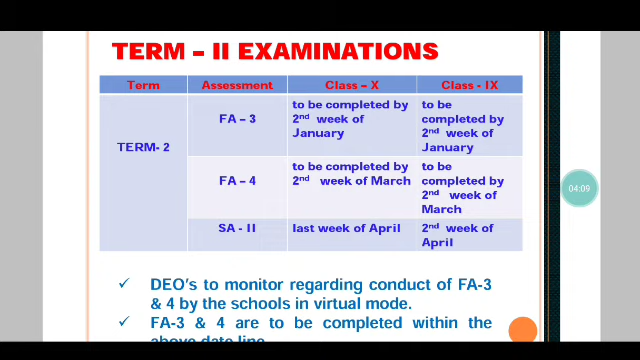 TERM – II EXAMINATIONS
Term Assessment Class – X Class - IX
TERM- 2
FA – 3
to be completed by
2nd week of
January
to be
completed by
2nd week of
January
FA – 4
to be completed by
2nd week of March
to be
completed by
2nd week of
March
SA - II
last week of April
2nd week of
April
✓ DEO's to monitor regarding conduct of FA-3
& 4 by the schools in virtual mode.
✓ FA-3 & 4 are to be completed within the
above date line
04:09